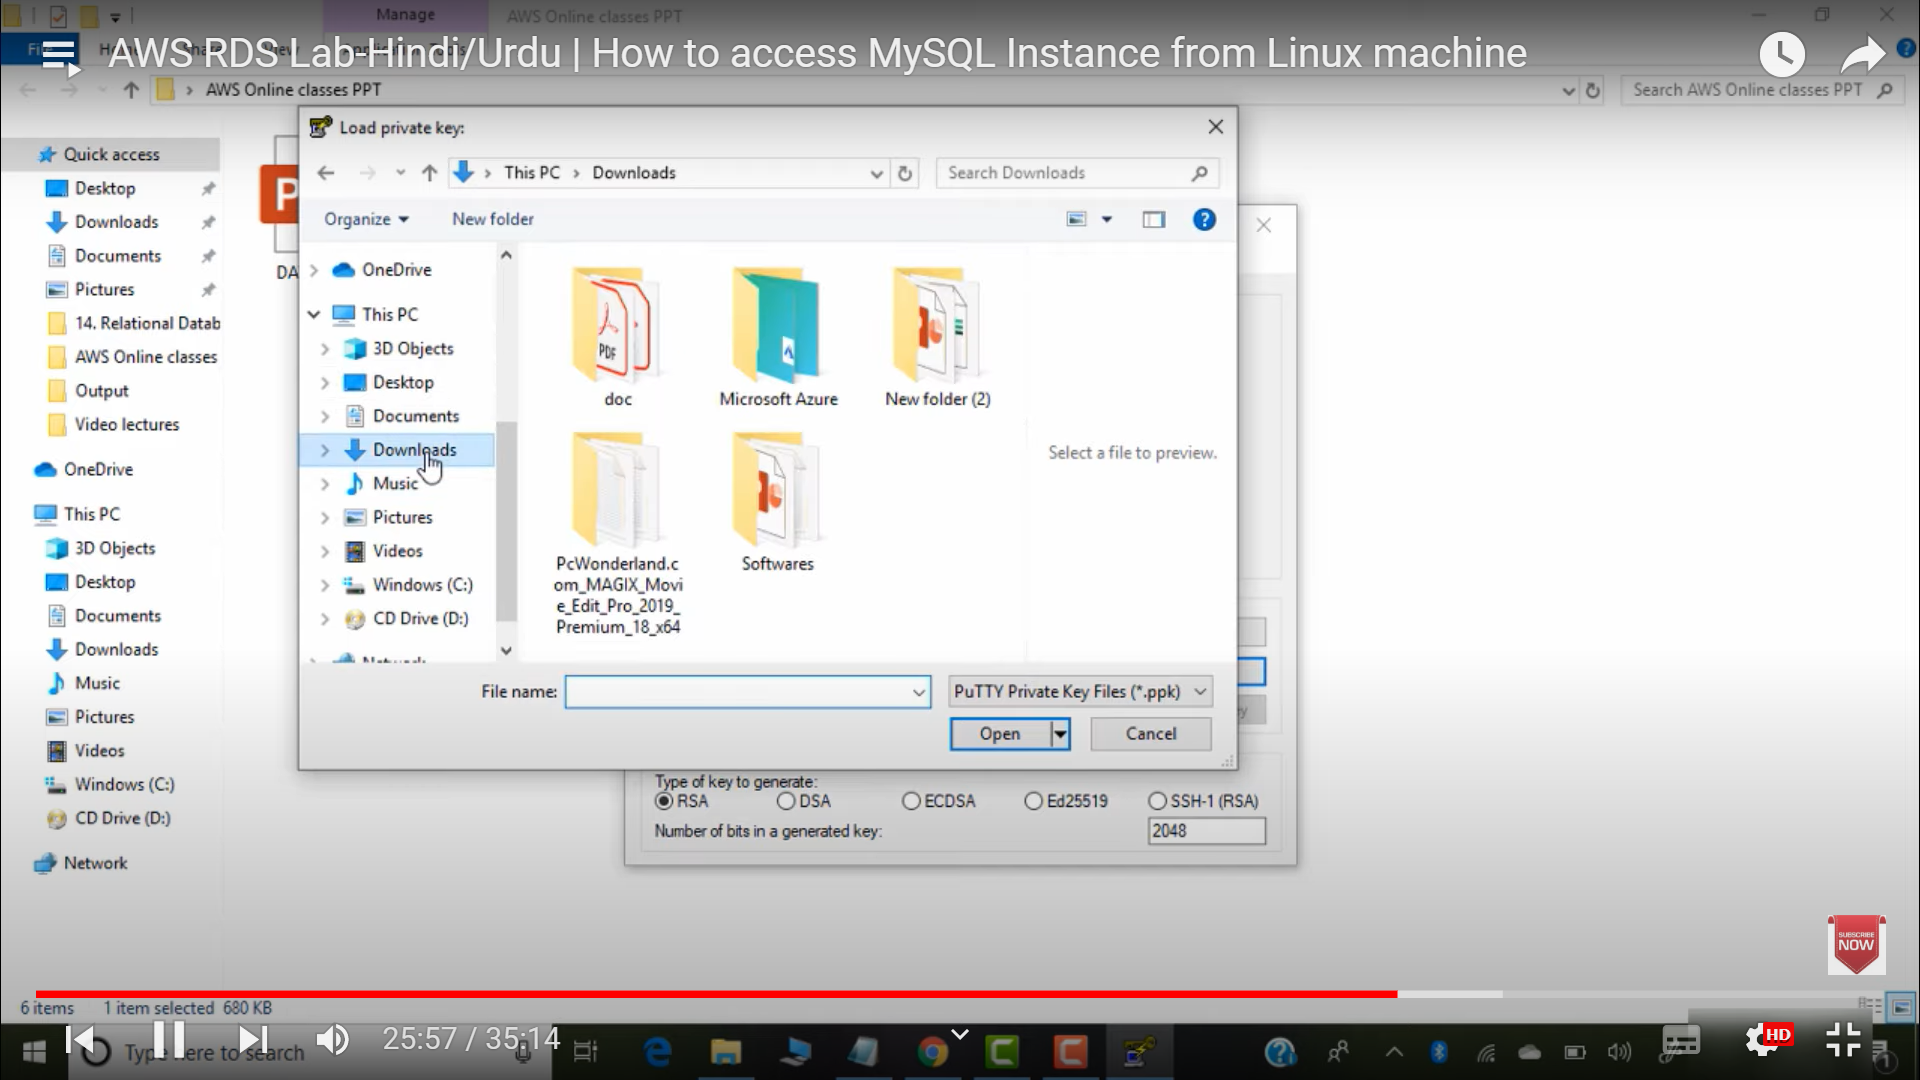 Manage
AWS Online classes PPT
AWS RDS Lab-Hindi/Urdu | How to access MySQL Instance from Linux machine
AWS Online classes PPT
Search AWS Online classes PPT
Load private key:
This PC
Downloads
Search Downloads
Organize
New folder
Quick access
Desktop
Downloads
Documents
Pictures
14. Relational Datab
AWS Online classes
Output
Video lectures
OneDrive
This PC
3D Objects
Desktop
Documents
Downloads
Music
Pictures
Videos
Windows (C:)
CD Drive (D:)
Network
DA
OneDrive
This PC
3D Objects
Desktop
Documents
Downloads
Music
Pictures
Videos
Windows (C:)
CD Drive (D:)
Network
PDF
doc
Microsoft Azure
New folder (2)
PcWonderland.c
om_MAGIX_Movi
e_Edit_Pro_2019_
Premium_18_x64
Softwares
Select a file to preview.
File name:
PuTTY Private Key Files (*.ppk)
Open
Cancel
Type of key to generate:
RSA
DSA
ECDSA
Ed25519
SSH-1 (RSA)
Number of bits in a generated key:
2048
SUBSCRIBE
NOW
6 items
1 item selected 680 KB
25:57 / 35:14
Type here to search
HD